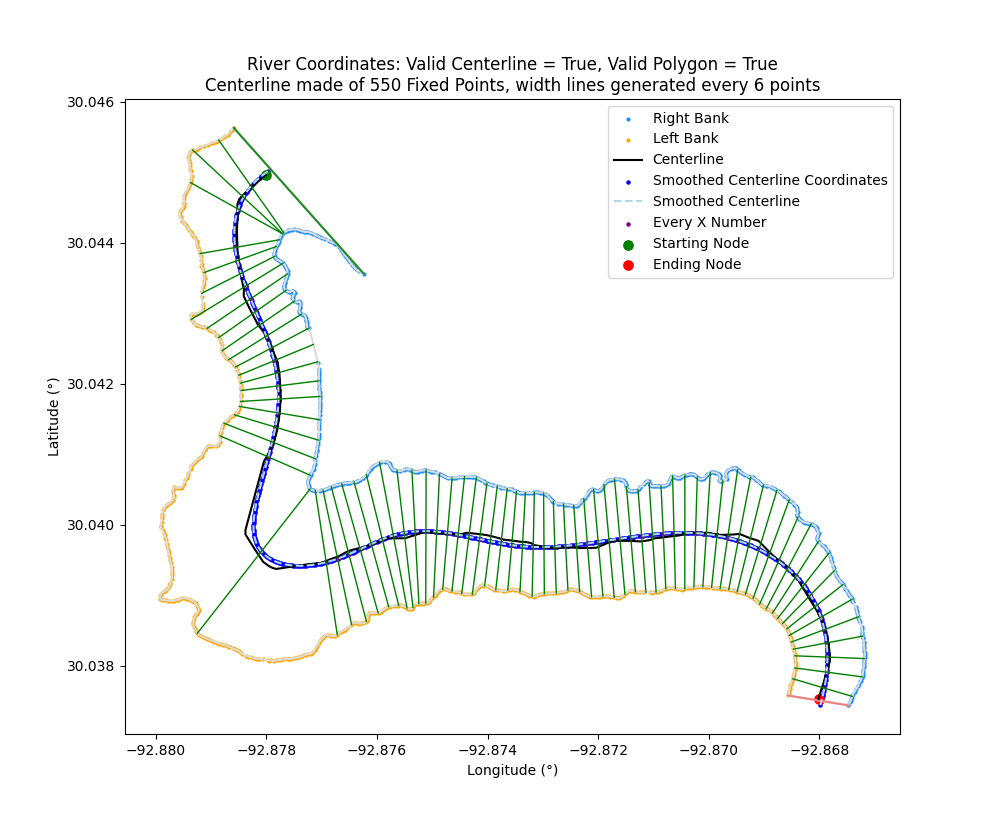 River Coordinates: Valid Centerline = True, Valid Polygon = True
Centerline made of 550 Fixed Points, width lines generated every 6 points
Right Bank
Left Bank
Centerline
Smoothed Centerline Coordinates
Smoothed Centerline
Every X Number
Starting Node
Ending Node
30.046
30.044
30.042
30.040
30.038
Latitude (°)
−92.880
−92.878
−92.876
−92.874
−92.872
−92.870
−92.868
Longitude (°)